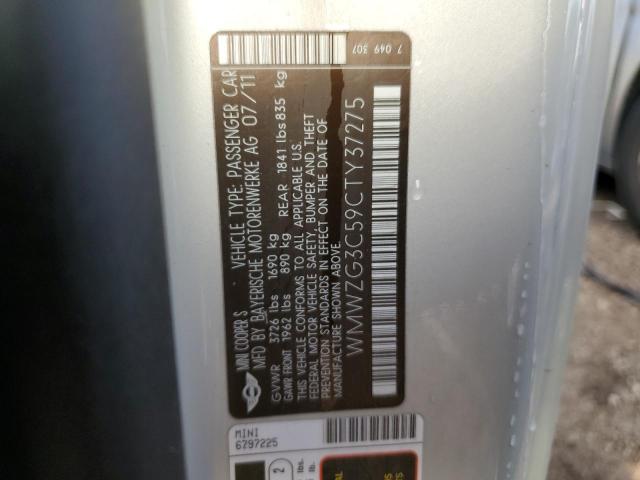 MINI COOPER S VEHICLE TYPE: PASSENGER CAR
MFD BY BAYERISCHE MOTORENWERKE AG 07/11
GVWR 3726 lbs 1690 kg
GAWR FRONT 1962 lbs 890 kg REAR 1841 lbs 835 kg
THIS VEHICLE CONFORMS TO ALL APPLICABLE U.S.
FEDERAL MOTOR VEHICLE SAFETY, BUMPER AND THEFT
PREVENTION STANDARDS IN EFFECT ON THE DATE OF
MANUFACTURE SHOWN ABOVE.
WMWZG3C59CTY37275
7 049 307
MINI
6797225
2
lbs.
lb.